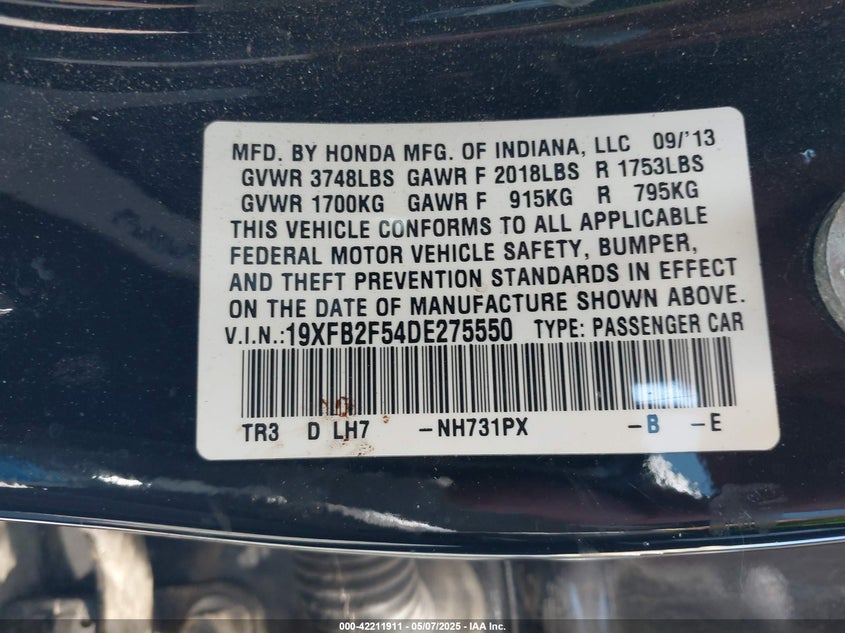 MFD. BY HONDA MFG. OF INDIANA, LLC 09/'13
GVWR 3748LBS GAWR F 2018LBS R 1753LBS
GVWR 1700KG GAWR F 915KG R 795KG
THIS VEHICLE CONFORMS TO ALL APPLICABLE
FEDERAL MOTOR VEHICLE SAFETY, BUMPER,
AND THEFT PREVENTION STANDARDS IN EFFECT
ON THE DATE OF MANUFACTURE SHOWN ABOVE.
V.I.N.:19XFB2F54DE275550 TYPE: PASSENGER CAR
TR3 D LH7 -NH731PX -B -E
000-42211911 - 05/07/2025 - IAA Inc.